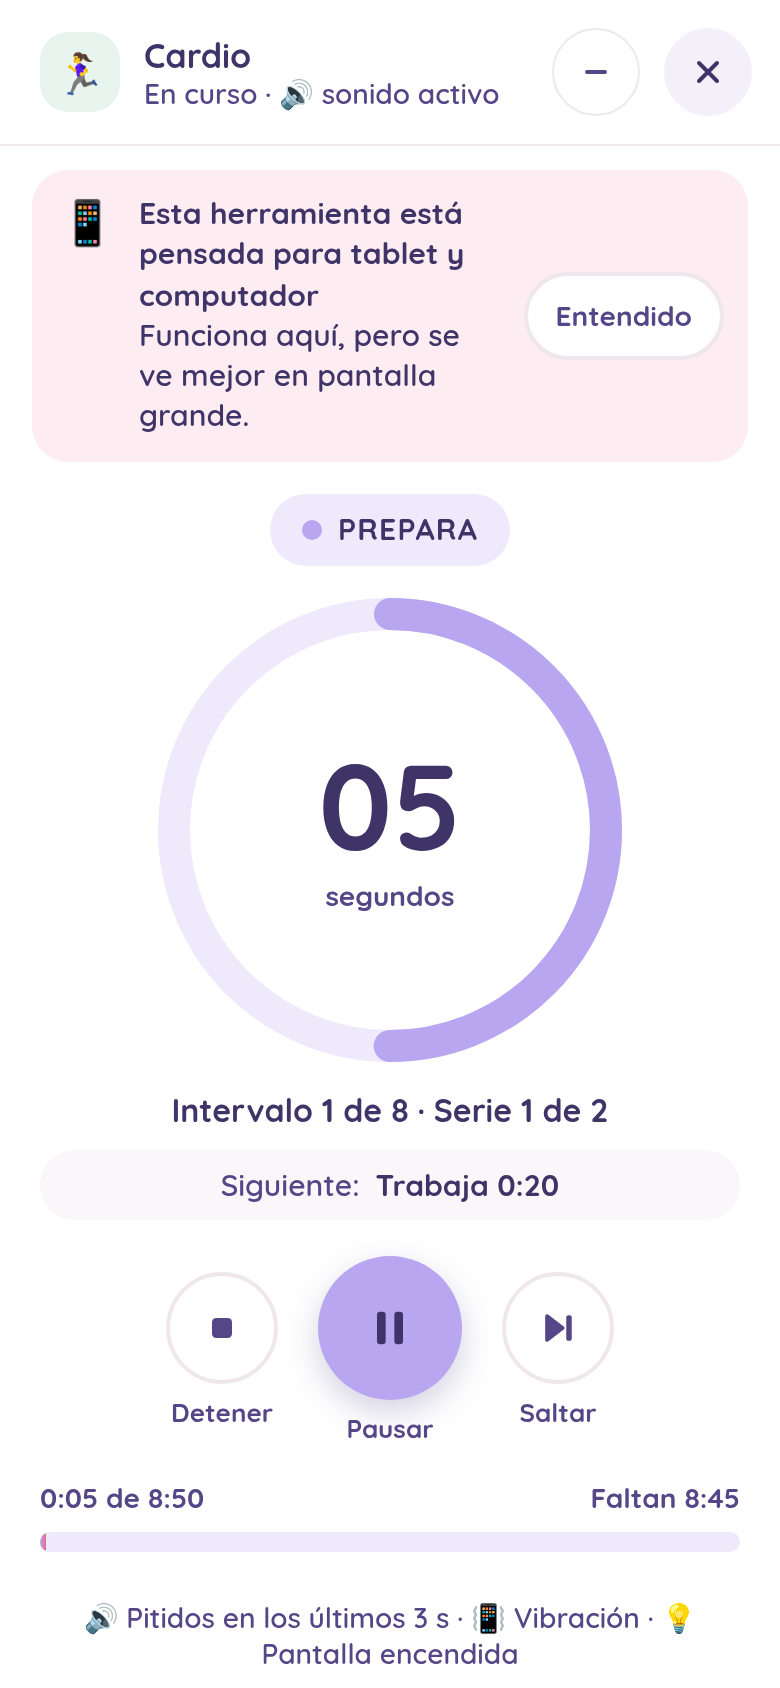 Cardio
En curso · 🔊 sonido activo
Esta herramienta está
pensada para tablet y
computador
Funciona aquí, pero se
ve mejor en pantalla
grande.
Entendido
PREPARA
05
segundos
Intervalo 1 de 8 · Serie 1 de 2
Siguiente: Trabaja 0:20
Detener
Pausar
Saltar
0:05 de 8:50
Faltan 8:45
🔊 Pitidos en los últimos 3 s · 📳 Vibración · 💡
Pantalla encendida